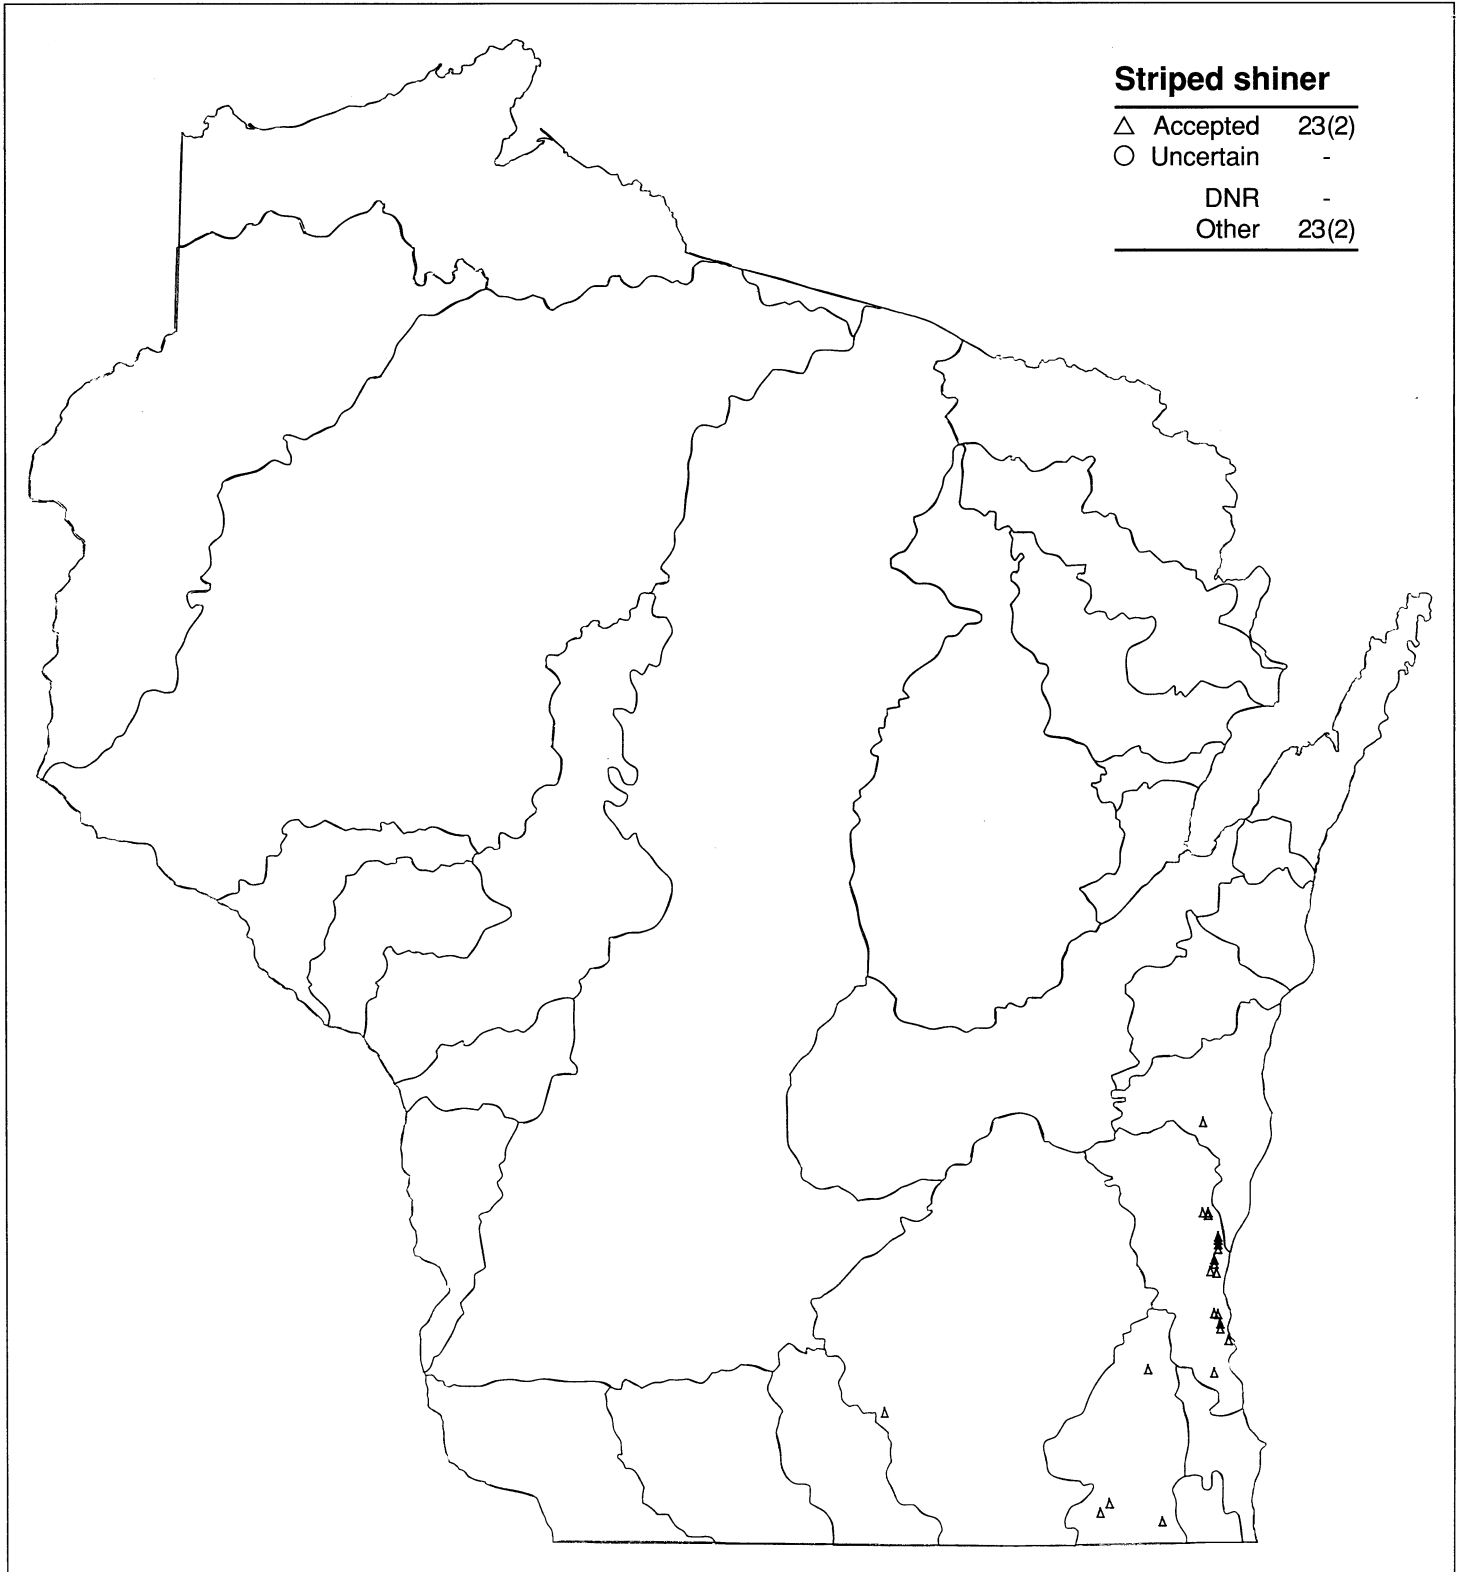 Striped shiner
△ Accepted 23(2)
○ Uncertain -
DNR -
Other 23(2)